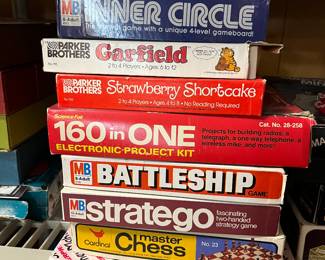 MB
INNER CIRCLE
game with a unique 4-level gameboard!
PARKER
BROTHERS
Garfield
2 to 4 Players • Ages 6 to 12
PARKER
BROTHERS
Strawberry Shortcake
2 to 4 Players • Ages 4 to 8 • No Reading Required
Science Fair
Cat. No. 28-258
160 in ONE
ELECTRONIC PROJECT KIT
Projects for building radios, a
telegraph, a one-way telephone, a
wireless mike, and more!
MB
BATTLESHIP
GAME
MB
stratego
fascinating
two-handed
strategy game
Cardinal
master
Chess
No. 23